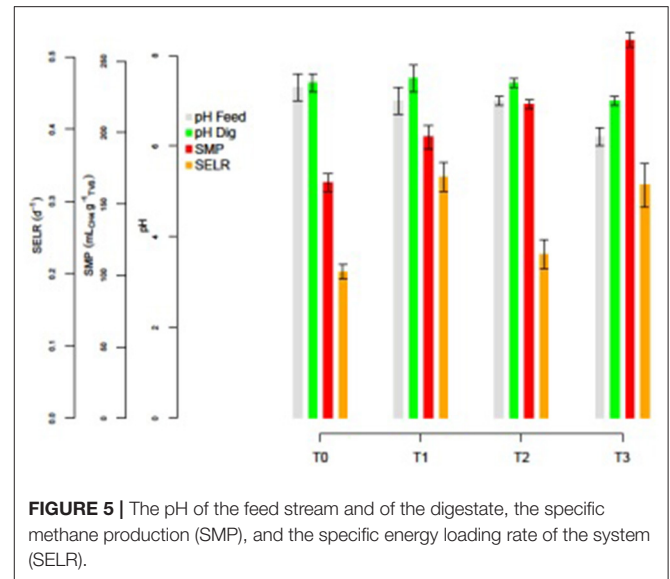 SELR (d⁻¹)
0.0
0.1
0.2
0.3
0.4
0.5
SMP (mL_CH4 g⁻¹_TVS)
0
50
100
150
200
250
pH
0
2
4
6
8
pH Feed
pH Dig
SMP
SELR
T0 T1 T2 T3
FIGURE 5 | The pH of the feed stream and of the digestate, the specific
methane production (SMP), and the specific energy loading rate of the system
(SELR).